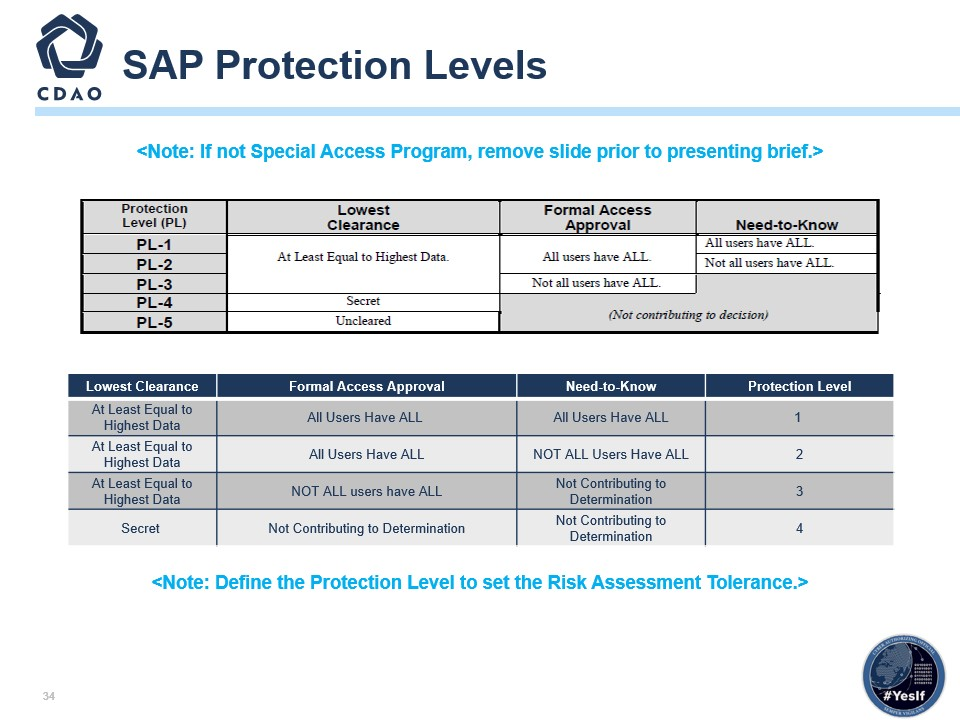 CDAO
SAP Protection Levels
<Note: If not Special Access Program, remove slide prior to presenting brief.>
Protection
Level (PL)
Lowest
Clearance
Formal Access
Approval
Need-to-Know
PL-1
At Least Equal to Highest Data.
All users have ALL.
All users have ALL.
PL-2
Not all users have ALL.
PL-3
Not all users have ALL.
PL-4
Secret
(Not contributing to decision)
PL-5
Uncleared
Lowest Clearance
Formal Access Approval
Need-to-Know
Protection Level
At Least Equal to
Highest Data
All Users Have ALL
All Users Have ALL
1
At Least Equal to
Highest Data
All Users Have ALL
NOT ALL Users Have ALL
2
At Least Equal to
Highest Data
NOT ALL users have ALL
Not Contributing to
Determination
3
Secret
Not Contributing to Determination
Not Contributing to
Determination
4
<Note: Define the Protection Level to set the Risk Assessment Tolerance.>
#YesIf
34